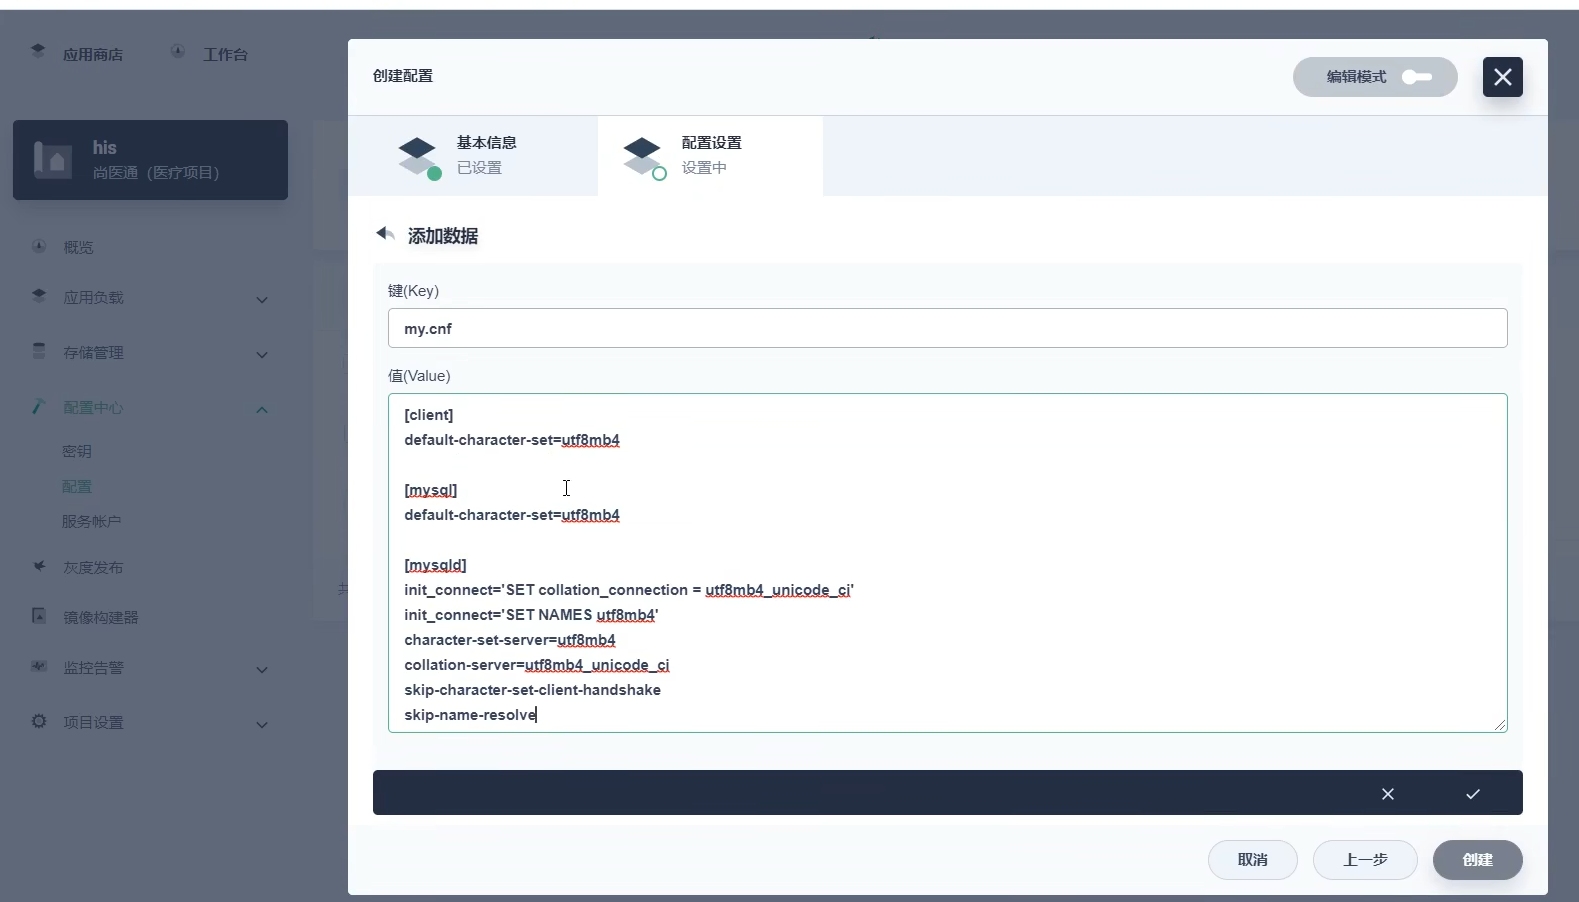 应用商店
工作台
创建配置
编辑模式
his
尚医通（医疗项目）
基本信息
已设置
配置设置
设置中
概览
应用负载
存储管理
配置中心
密钥
配置
服务帐户
灰度发布
镜像构建器
监控告警
项目设置
共
添加数据
键(Key)
my.cnf
值(Value)
[client]
default-character-set=utf8mb4
[mysql]
default-character-set=utf8mb4
[mysqld]
init_connect='SET collation_connection = utf8mb4_unicode_ci'
init_connect='SET NAMES utf8mb4'
character-set-server=utf8mb4
collation-server=utf8mb4_unicode_ci
skip-character-set-client-handshake
skip-name-resolve
取消
上一步
创建